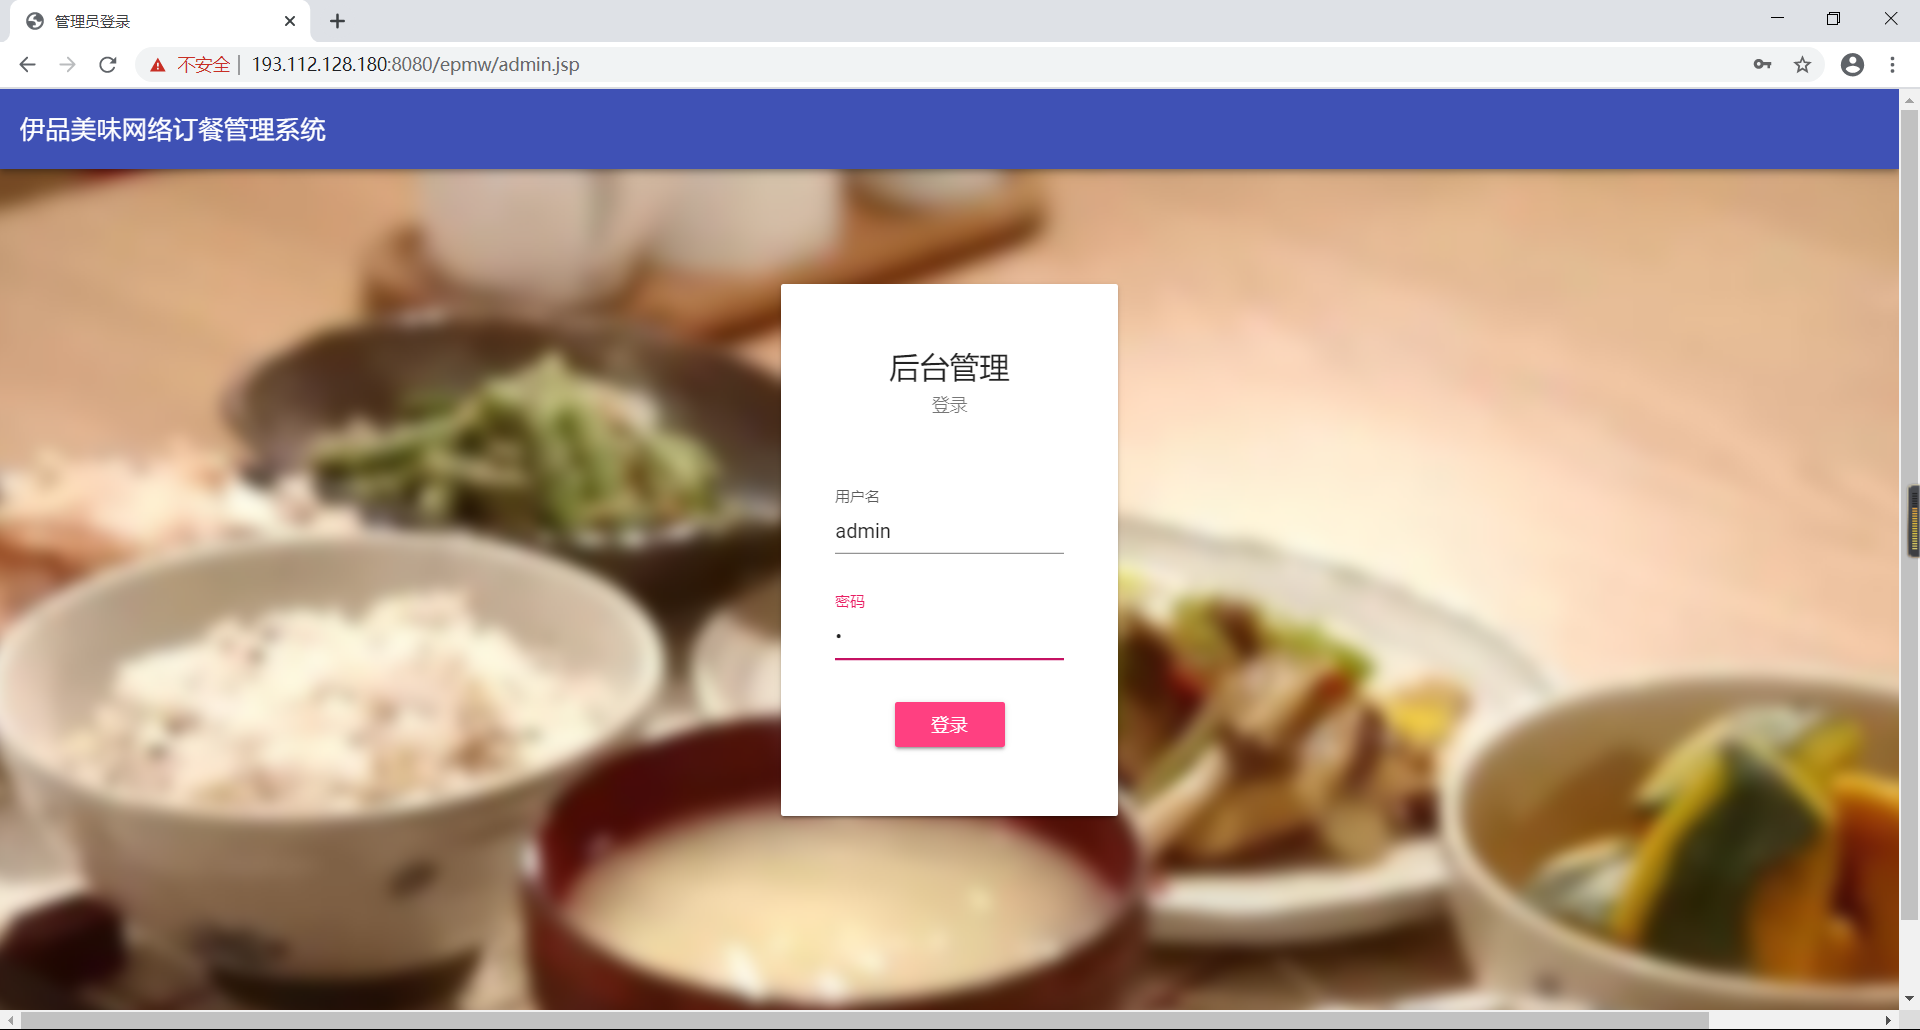 管理员登录
不安全 | 193.112.128.180:8080/epmw/admin.jsp
伊品美味网络订餐管理系统
后台管理
登录
用户名
admin
密码
•
登录